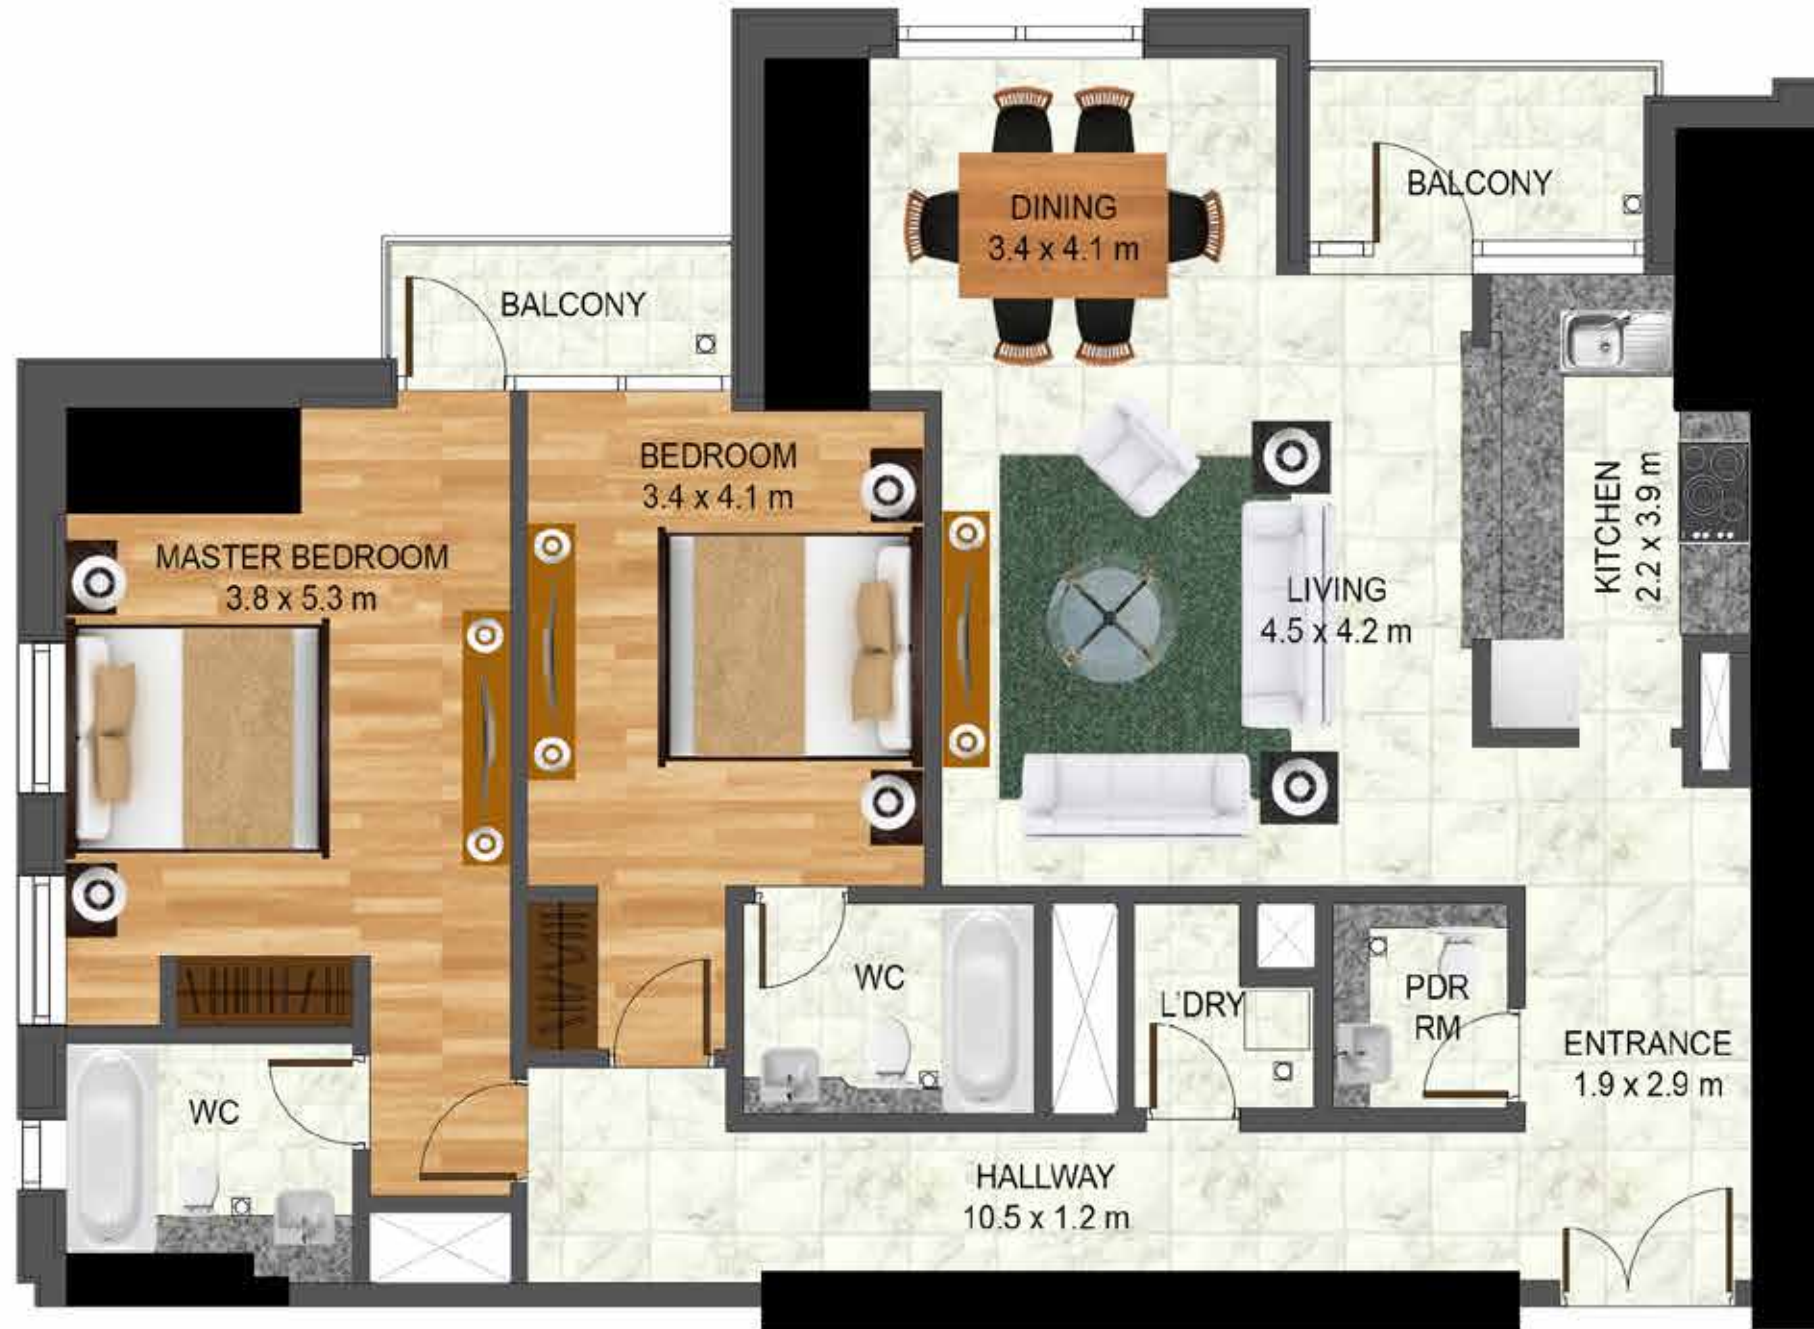 DINING
3.4 x 4.1 m
BALCONY
BALCONY
BEDROOM
3.4 x 4.1 m
MASTER BEDROOM
3.8 x 5.3 m
LIVING
4.5 x 4.2 m
KITCHEN
2.2 x 3.9 m
WC
L'DRY
PDR
RM
ENTRANCE
1.9 x 2.9 m
WC
HALLWAY
10.5 x 1.2 m